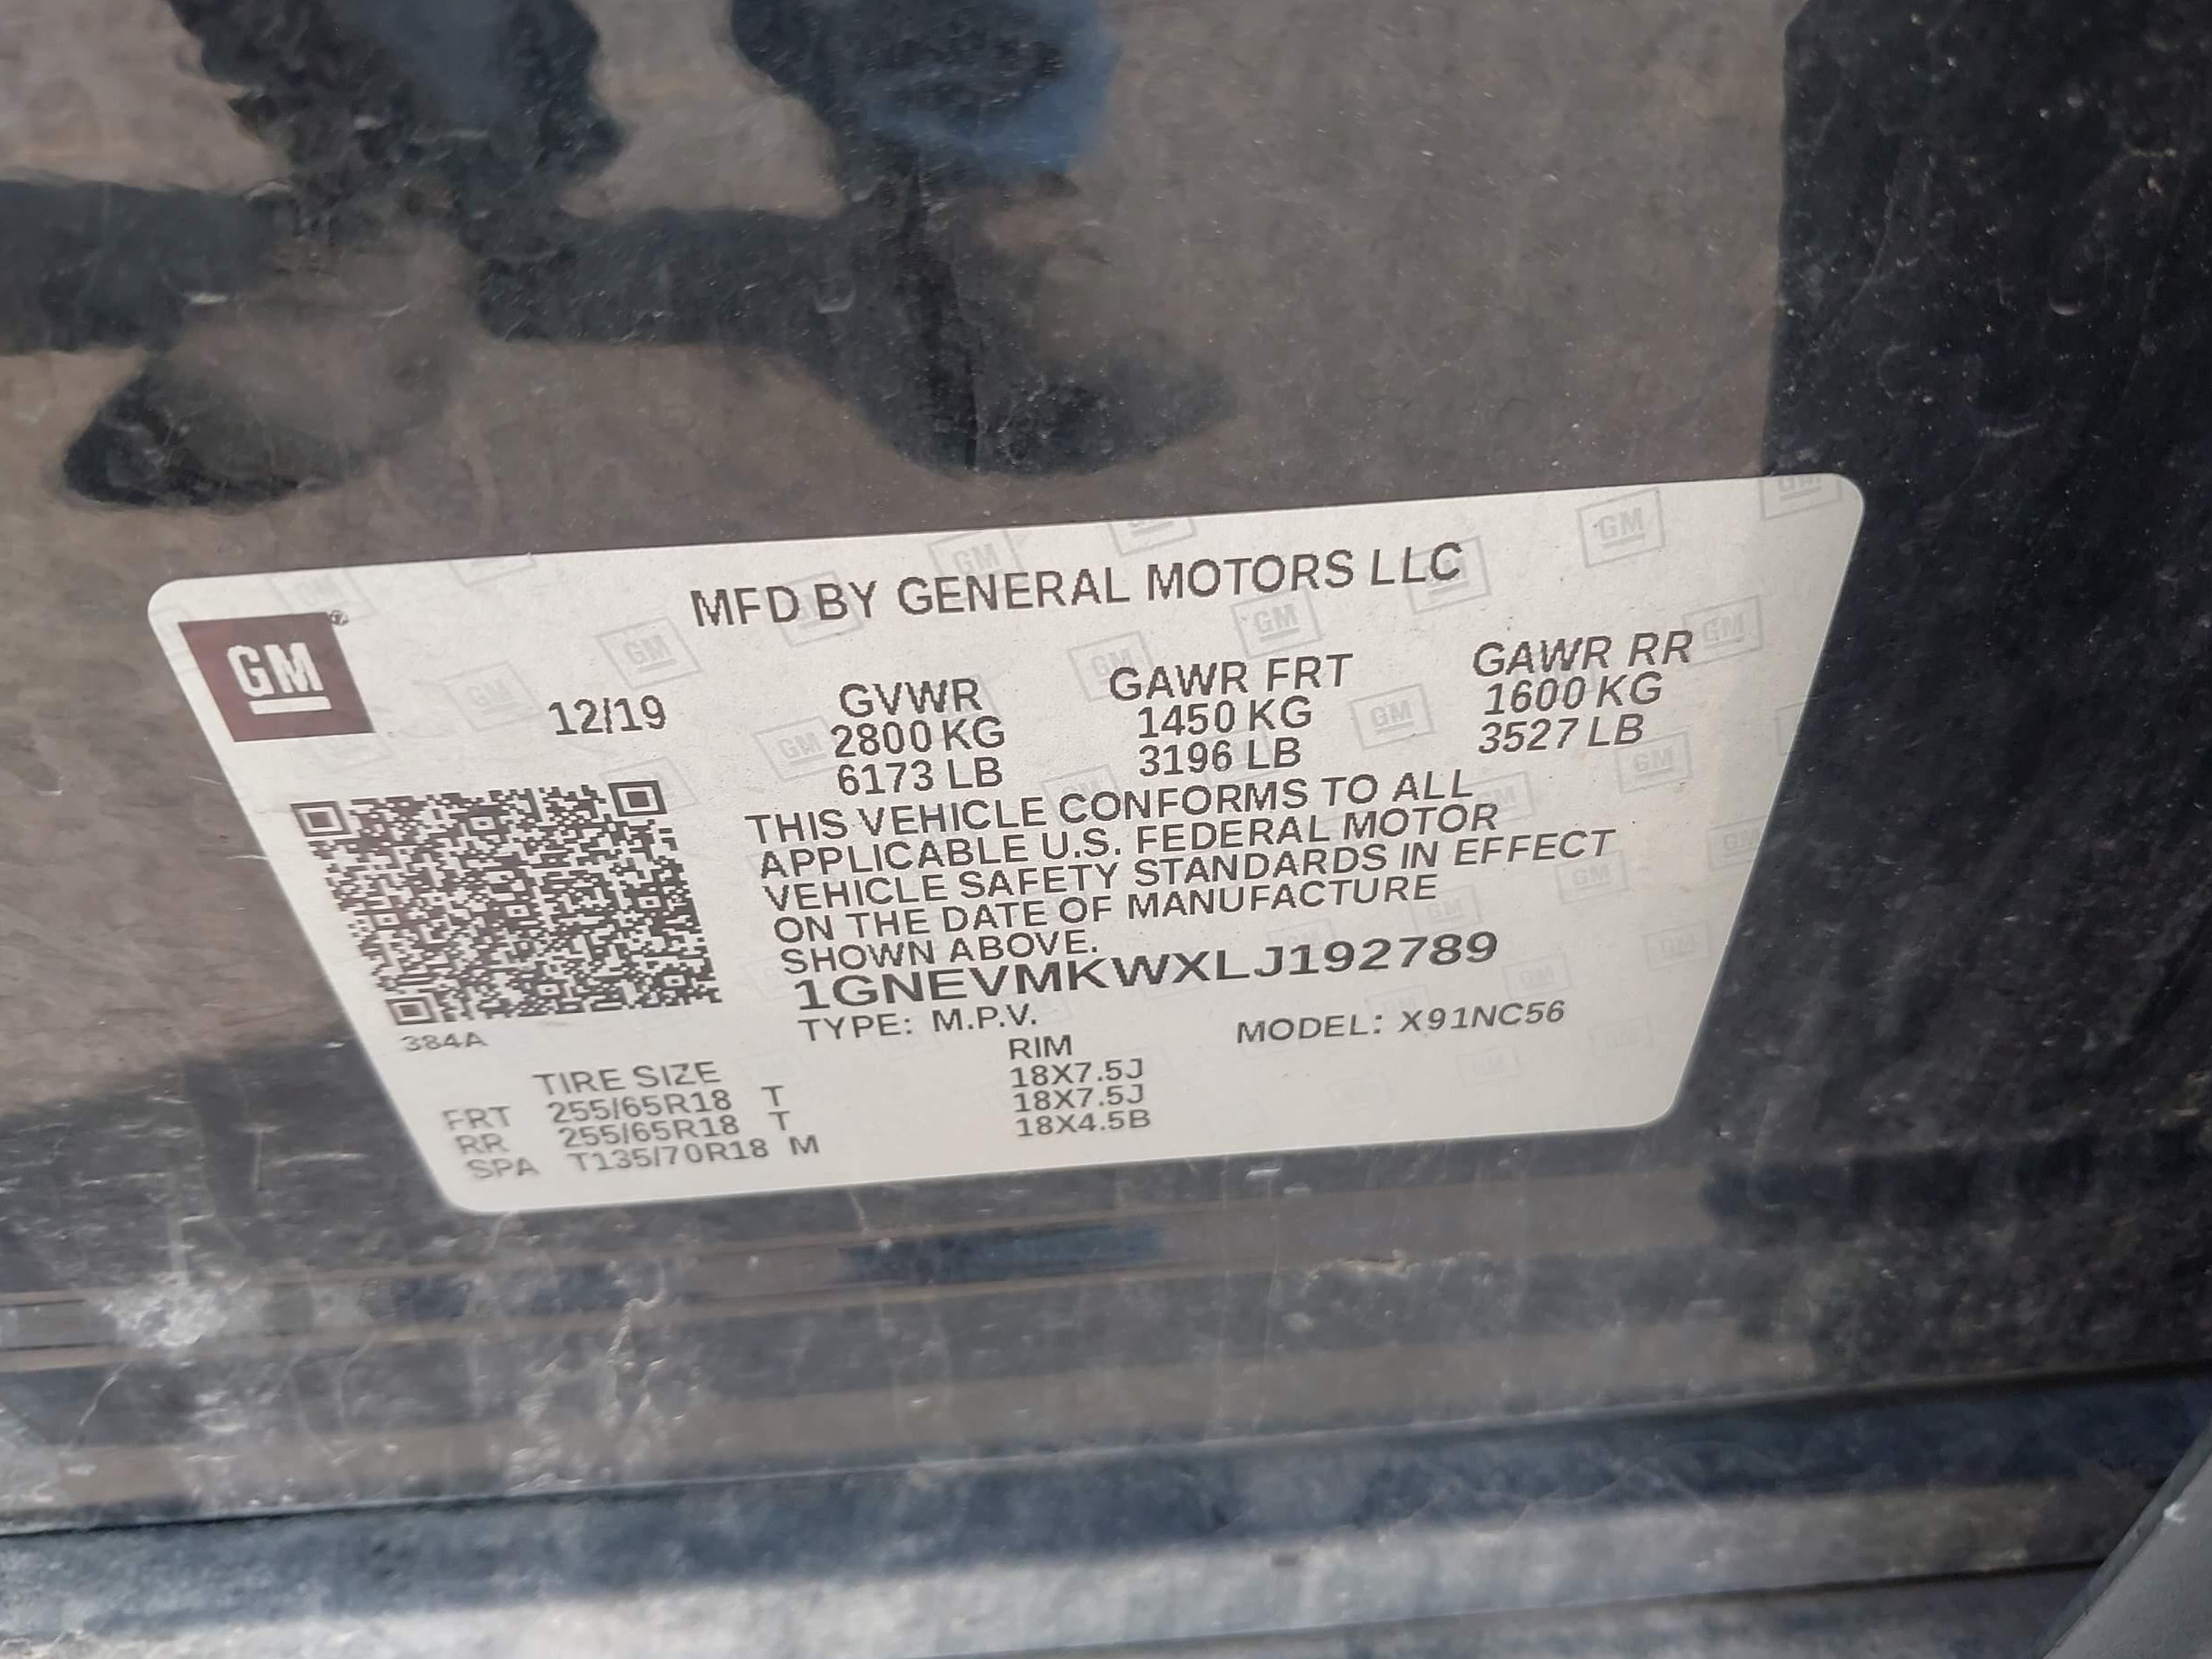 MFD BY GENERAL MOTORS LLC
GM
12/19
GVWR
2800 KG
6173 LB
GAWR FRT
1450 KG
3196 LB
GAWR RR
1600 KG
3527 LB
THIS VEHICLE CONFORMS TO ALL
APPLICABLE U.S. FEDERAL MOTOR
VEHICLE SAFETY STANDARDS IN EFFECT
ON THE DATE OF MANUFACTURE
SHOWN ABOVE.
1GNEVMKWXLJ192789
TYPE: M.P.V. MODEL: X91NC56
384A
TIRE SIZE RIM
FRT 255/65R18 T 18X7.5J
RR 255/65R18 T 18X7.5J
SPA T135/70R18 M 18X4.5B